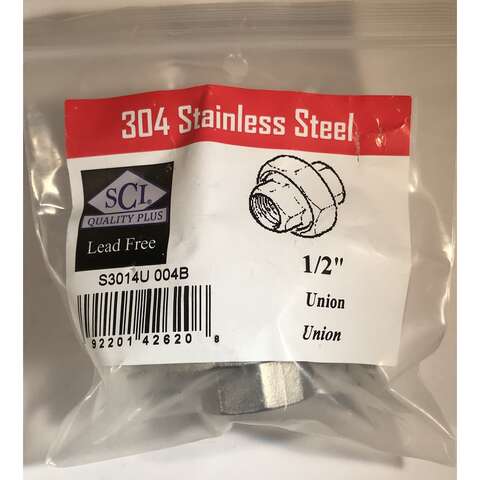 304 Stainless Steel
SCI
QUALITY PLUS
Lead Free
S3014U 004B
92201 42620 8
1/2"
Union
Union